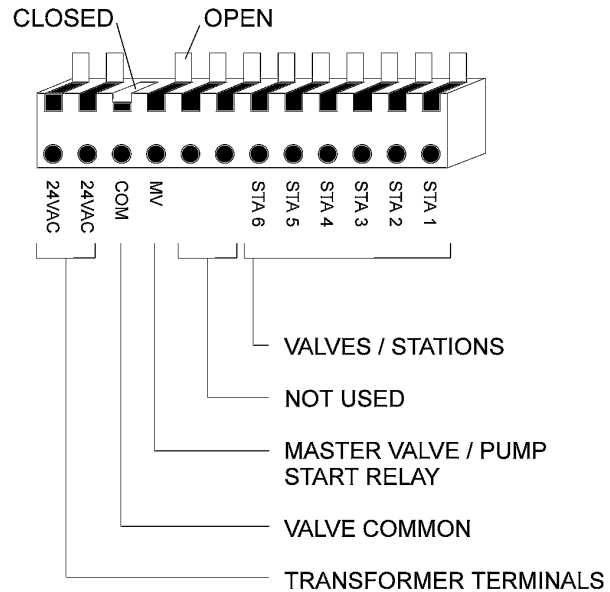 CLOSED
OPEN
24VAC
24VAC
COM
MV
STA 6
STA 5
STA 4
STA 3
STA 2
STA 1
VALVES / STATIONS
NOT USED
MASTER VALVE / PUMP
START RELAY
VALVE COMMON
TRANSFORMER TERMINALS